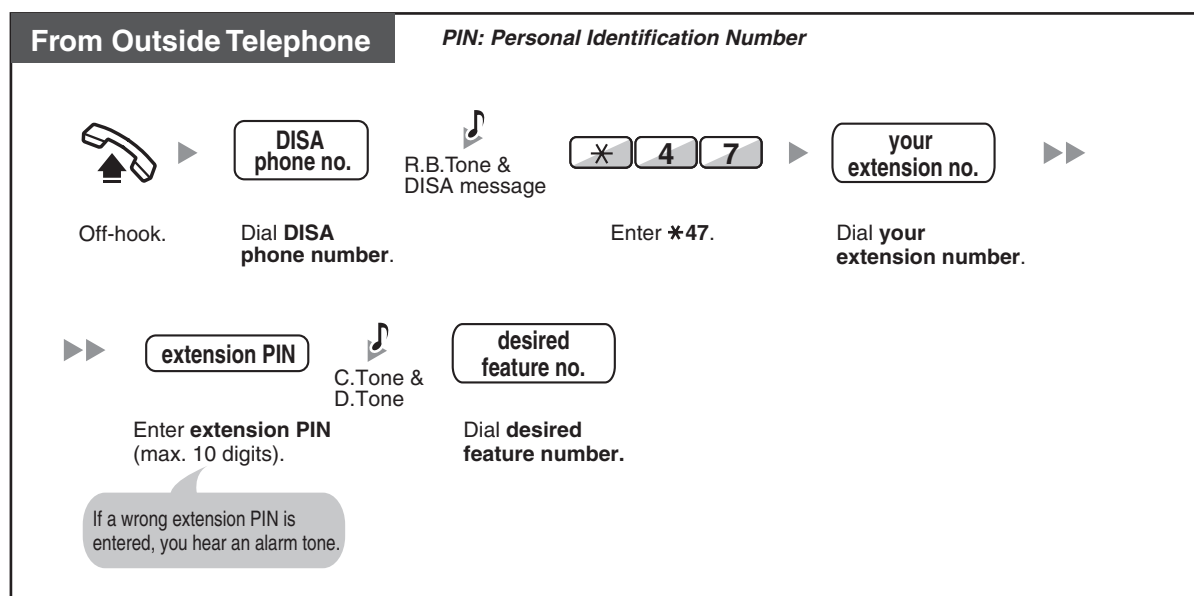 From Outside Telephone
PIN: Personal Identification Number
DISA
phone no.
R.B.Tone &
DISA message
* 4 7
your
extension no.
Off-hook.
Dial DISA
phone number.
Enter *47.
Dial your
extension number.
extension PIN
C.Tone &
D.Tone
desired
feature no.
Enter extension PIN
(max. 10 digits).
Dial desired
feature number.
If a wrong extension PIN is
entered, you hear an alarm tone.